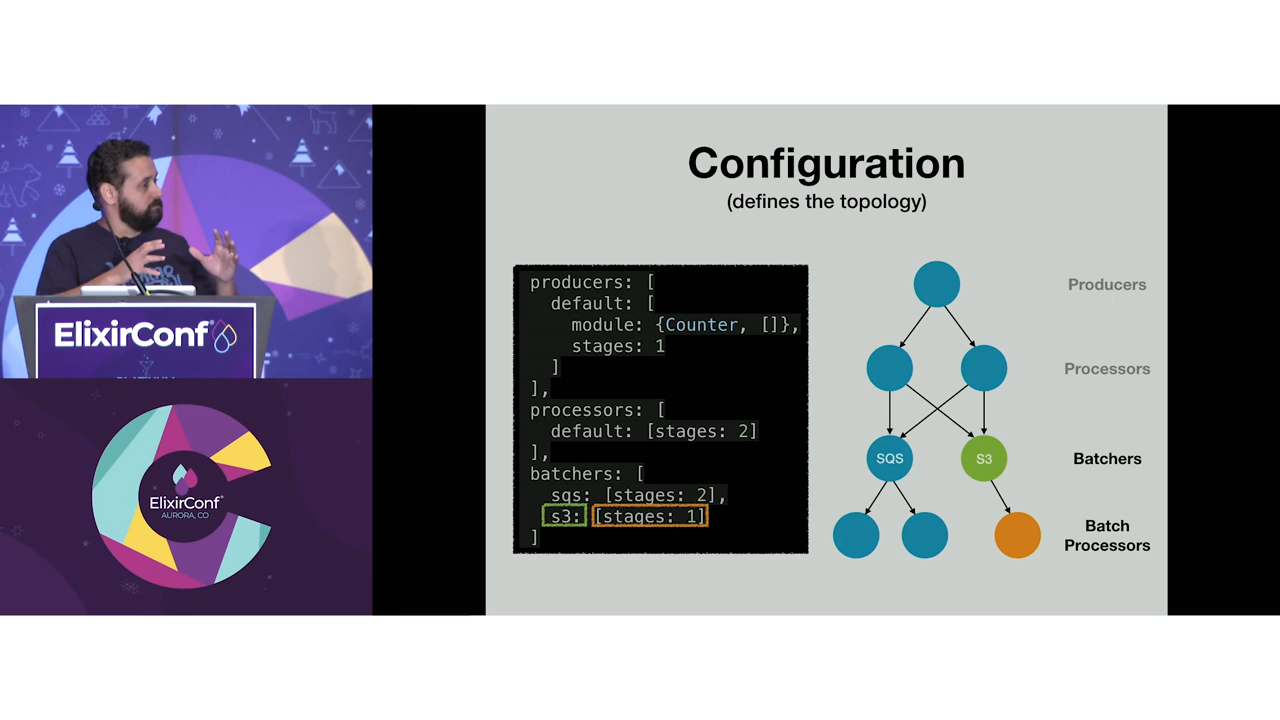 ElixirConf
ElixirConf
AURORA, CO
Configuration
(defines the topology)
producers: [
default: [
module: {Counter, []},
stages: 1
]
],
processors: [
default: [stages: 2]
],
batchers: [
sqs: [stages: 2],
s3: [stages: 1]
]
Producers
Processors
SQS
S3
Batchers
Batch
Processors